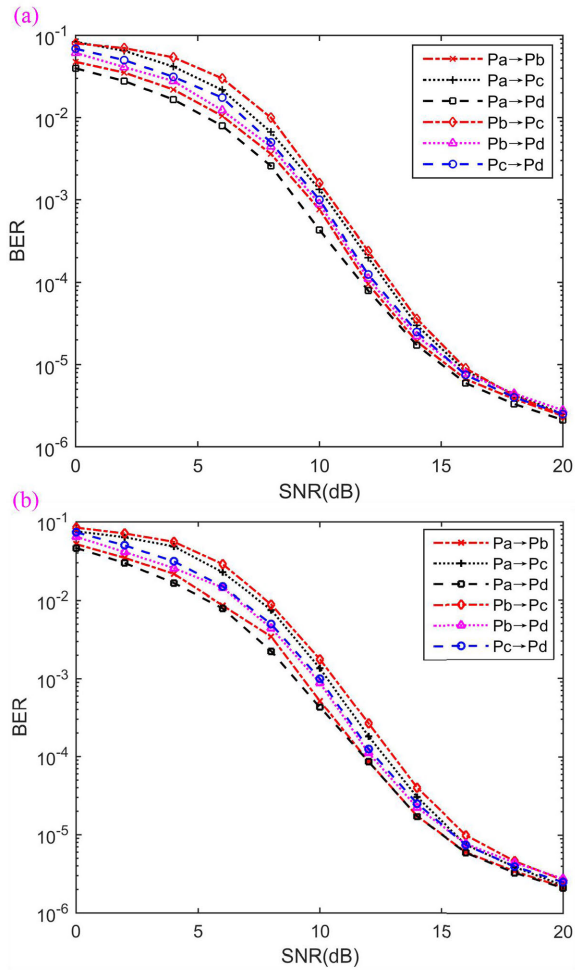 (a)
10^-1
10^-2
10^-3
10^-4
10^-5
10^-6
BER
0 5 10 15 20
SNR(dB)
Pa→Pb
Pa→Pc
Pa→Pd
Pb→Pc
Pb→Pd
Pc→Pd
(b)
10^-1
10^-2
10^-3
10^-4
10^-5
10^-6
BER
0 5 10 15 20
SNR(dB)
Pa→Pb
Pa→Pc
Pa→Pd
Pb→Pc
Pb→Pd
Pc→Pd